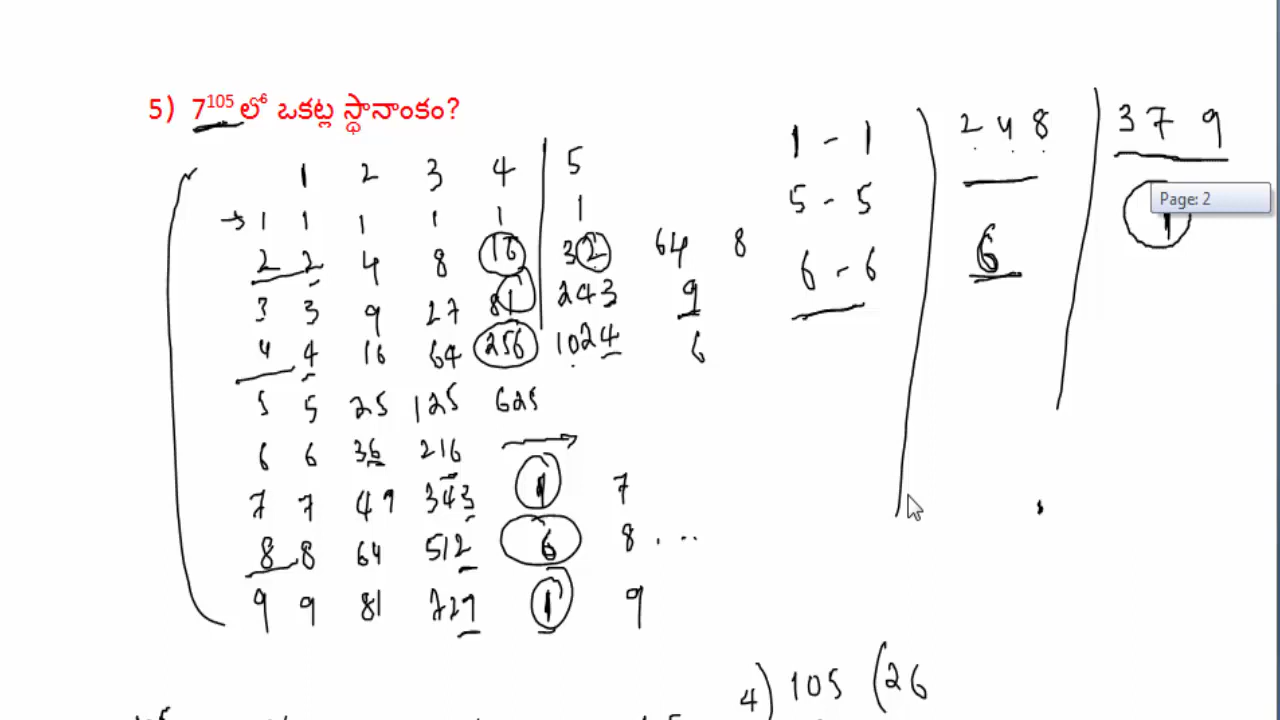 5) 7¹⁰⁵ లో ఒకట్ల స్థానాంకం?
1 2 3 4 5
1 1 1 1 1 1
2 2 4 8 16 32 64 8
3 3 9 27 81 243 9
4 4 16 64 256 1024 6
5 5 25 125 625
6 6 36 216
7 7 49 343 1 7
8 8 64 512 6 8 ...
9 9 81 729 1 9
1 - 1
5 - 5
6 - 6
2 4 8
6
3 7 9
Page: 2
1
4) 105 (26